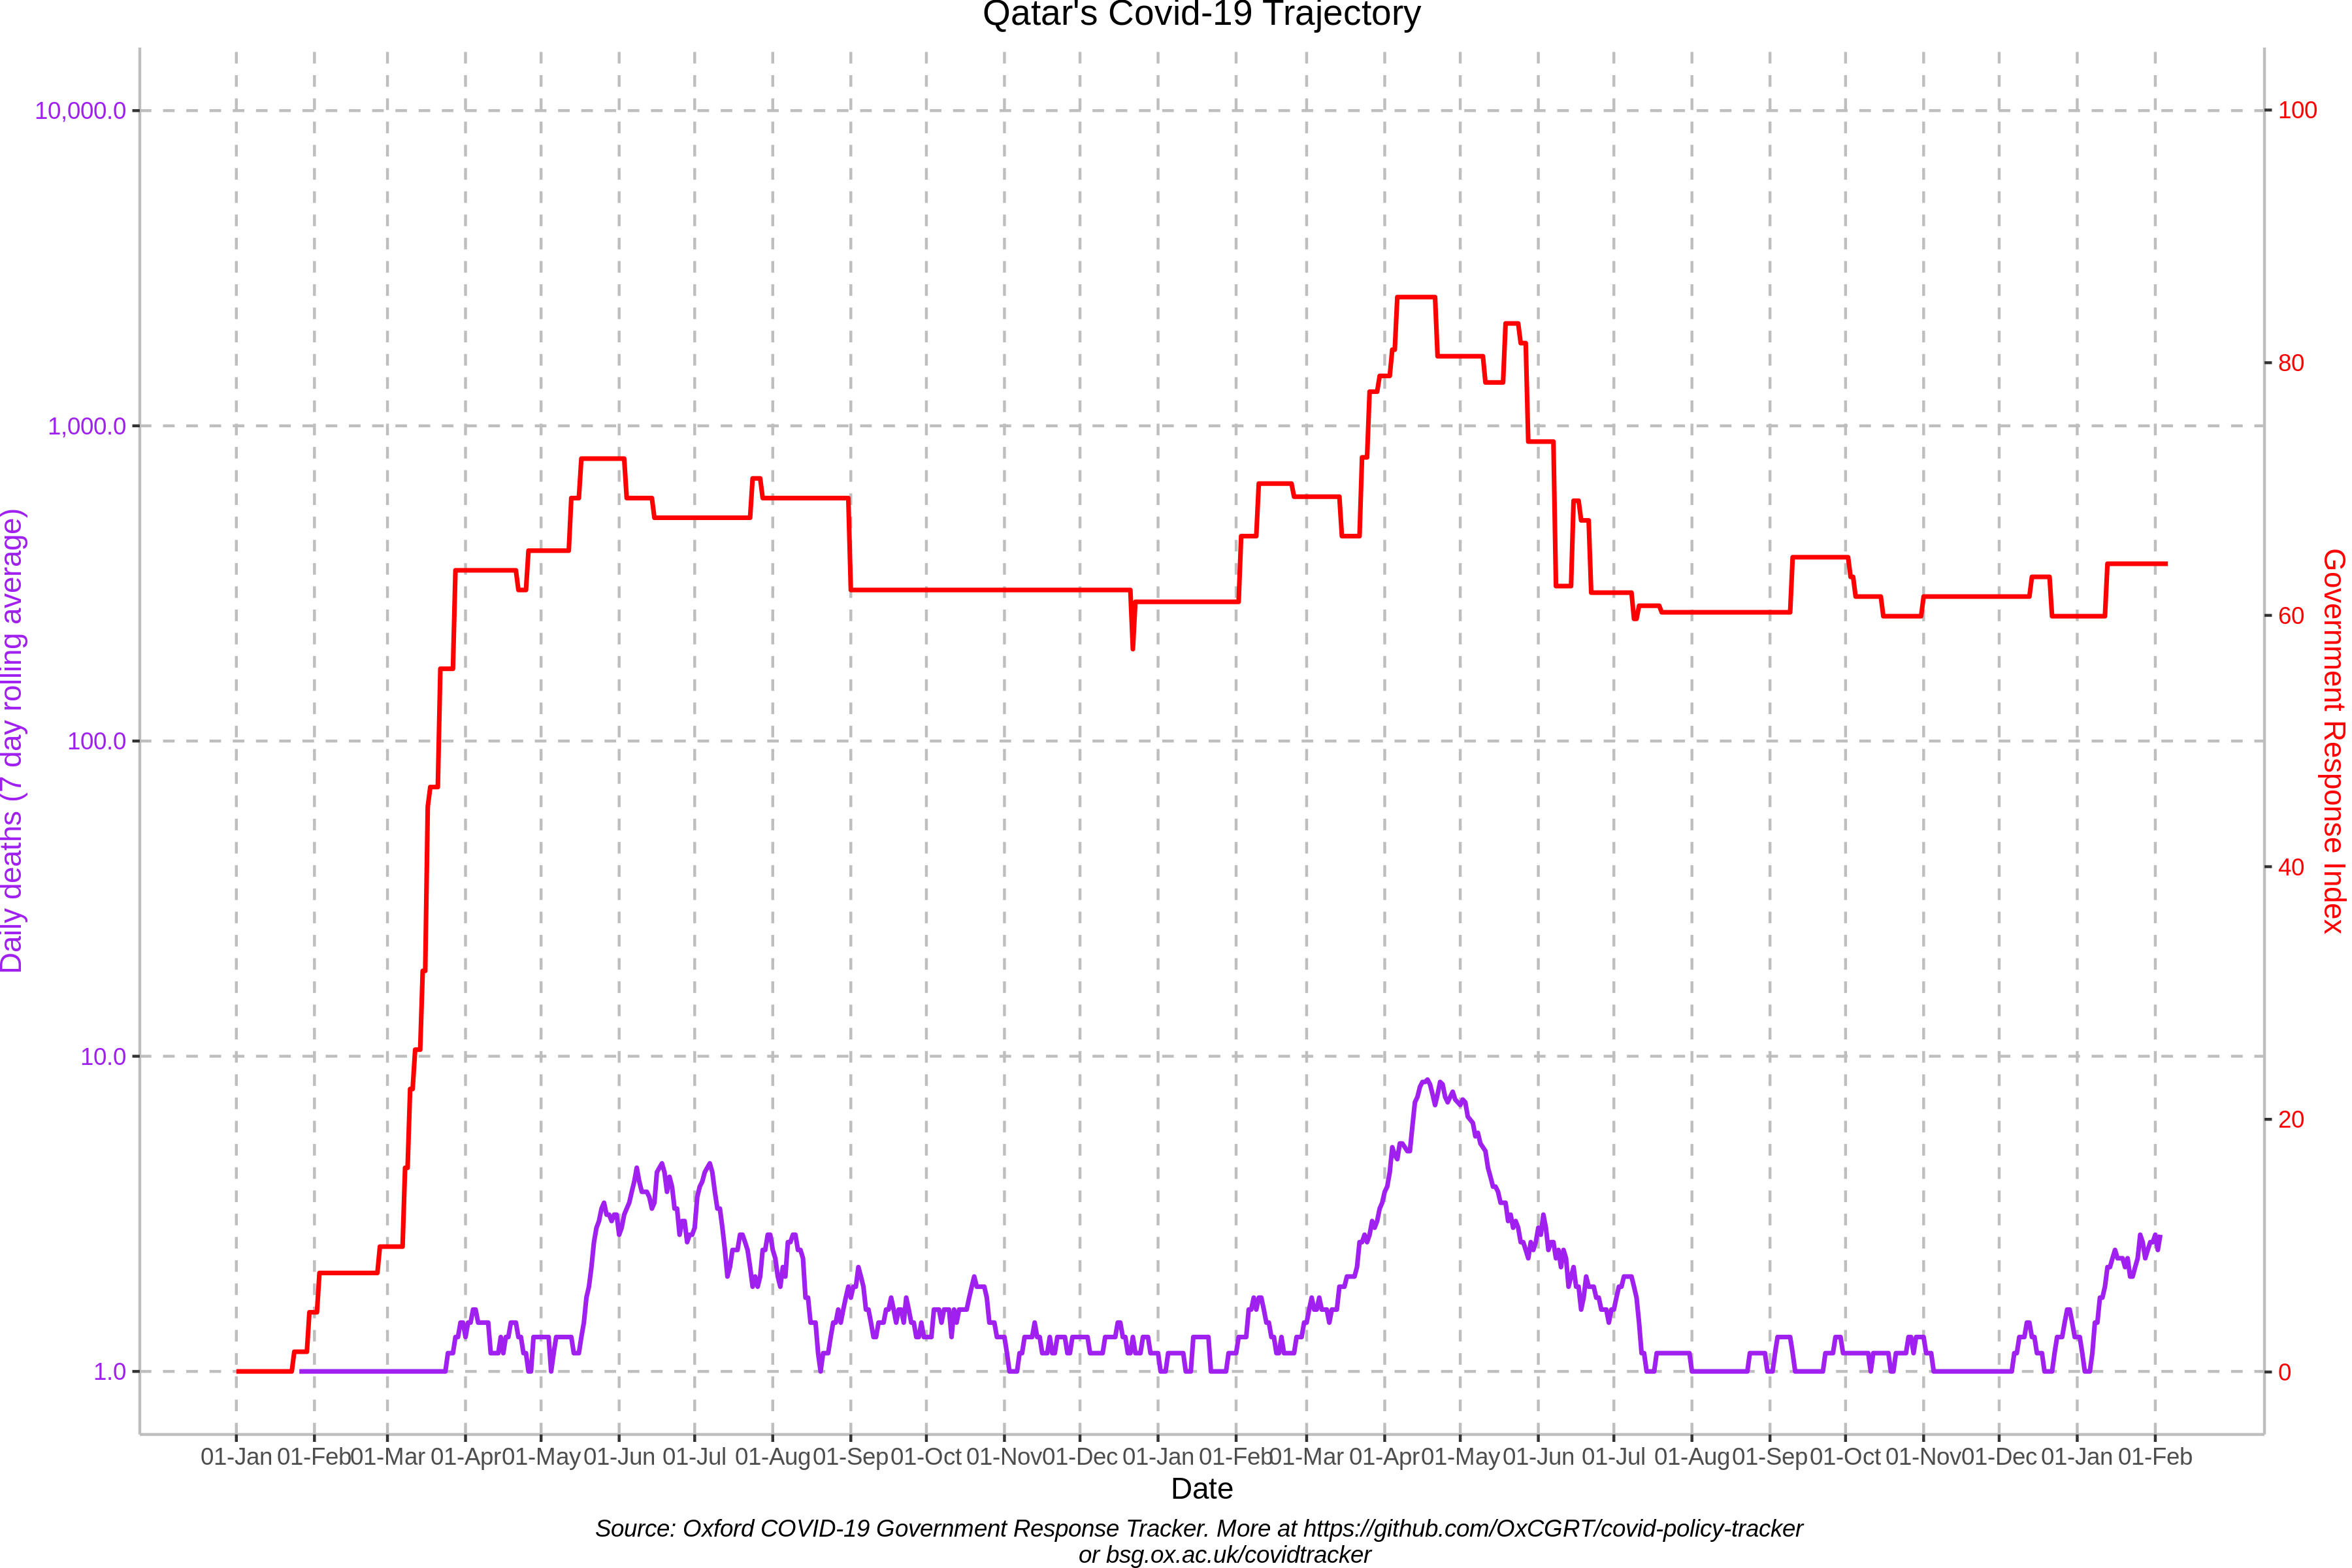 Qatar's Covid-19 Trajectory
10,000.0
1,000.0
100.0
10.0
1.0
Daily deaths (7 day rolling average)
100
80
60
40
20
0
Government Response Index
01-Jan 01-Feb 01-Mar 01-Apr 01-May 01-Jun 01-Jul 01-Aug 01-Sep 01-Oct 01-Nov 01-Dec 01-Jan 01-Feb 01-Mar 01-Apr 01-May 01-Jun 01-Jul 01-Aug 01-Sep 01-Oct 01-Nov 01-Dec 01-Jan 01-Feb
Date
Source: Oxford COVID-19 Government Response Tracker. More at https://github.com/OxCGRT/covid-policy-tracker
or bsg.ox.ac.uk/covidtracker